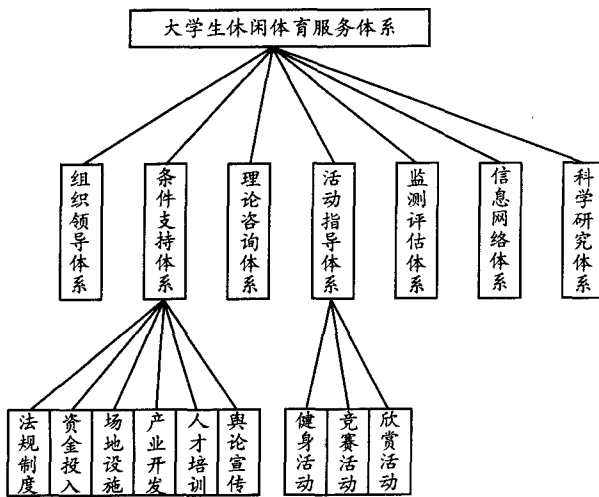 大学生休闲体育服务体系
组织领导体系
条件支持体系
理论咨询体系
活动指导体系
监测评估体系
信息网络体系
科学研究体系
法规制度
资金投入
场地设施
产业开发
人才培训
舆论宣传
健身活动
竞赛活动
欣赏活动